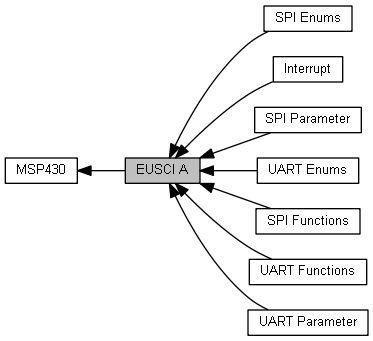 SPI Enums
Interrupt
SPI Parameter
MSP430
EUSCI A
UART Enums
SPI Functions
UART Functions
UART Parameter